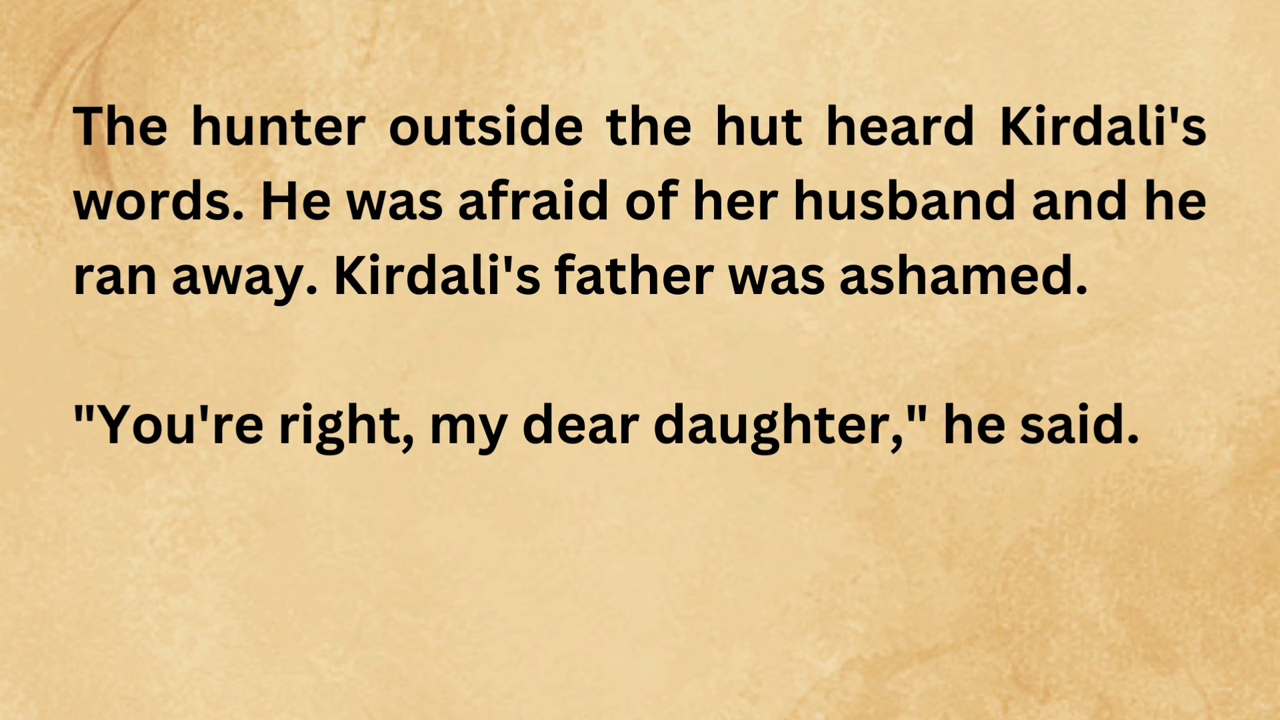 The hunter outside the hut heard Kirdali's
words. He was afraid of her husband and he
ran away. Kirdali's father was ashamed.
"You're right, my dear daughter," he said.